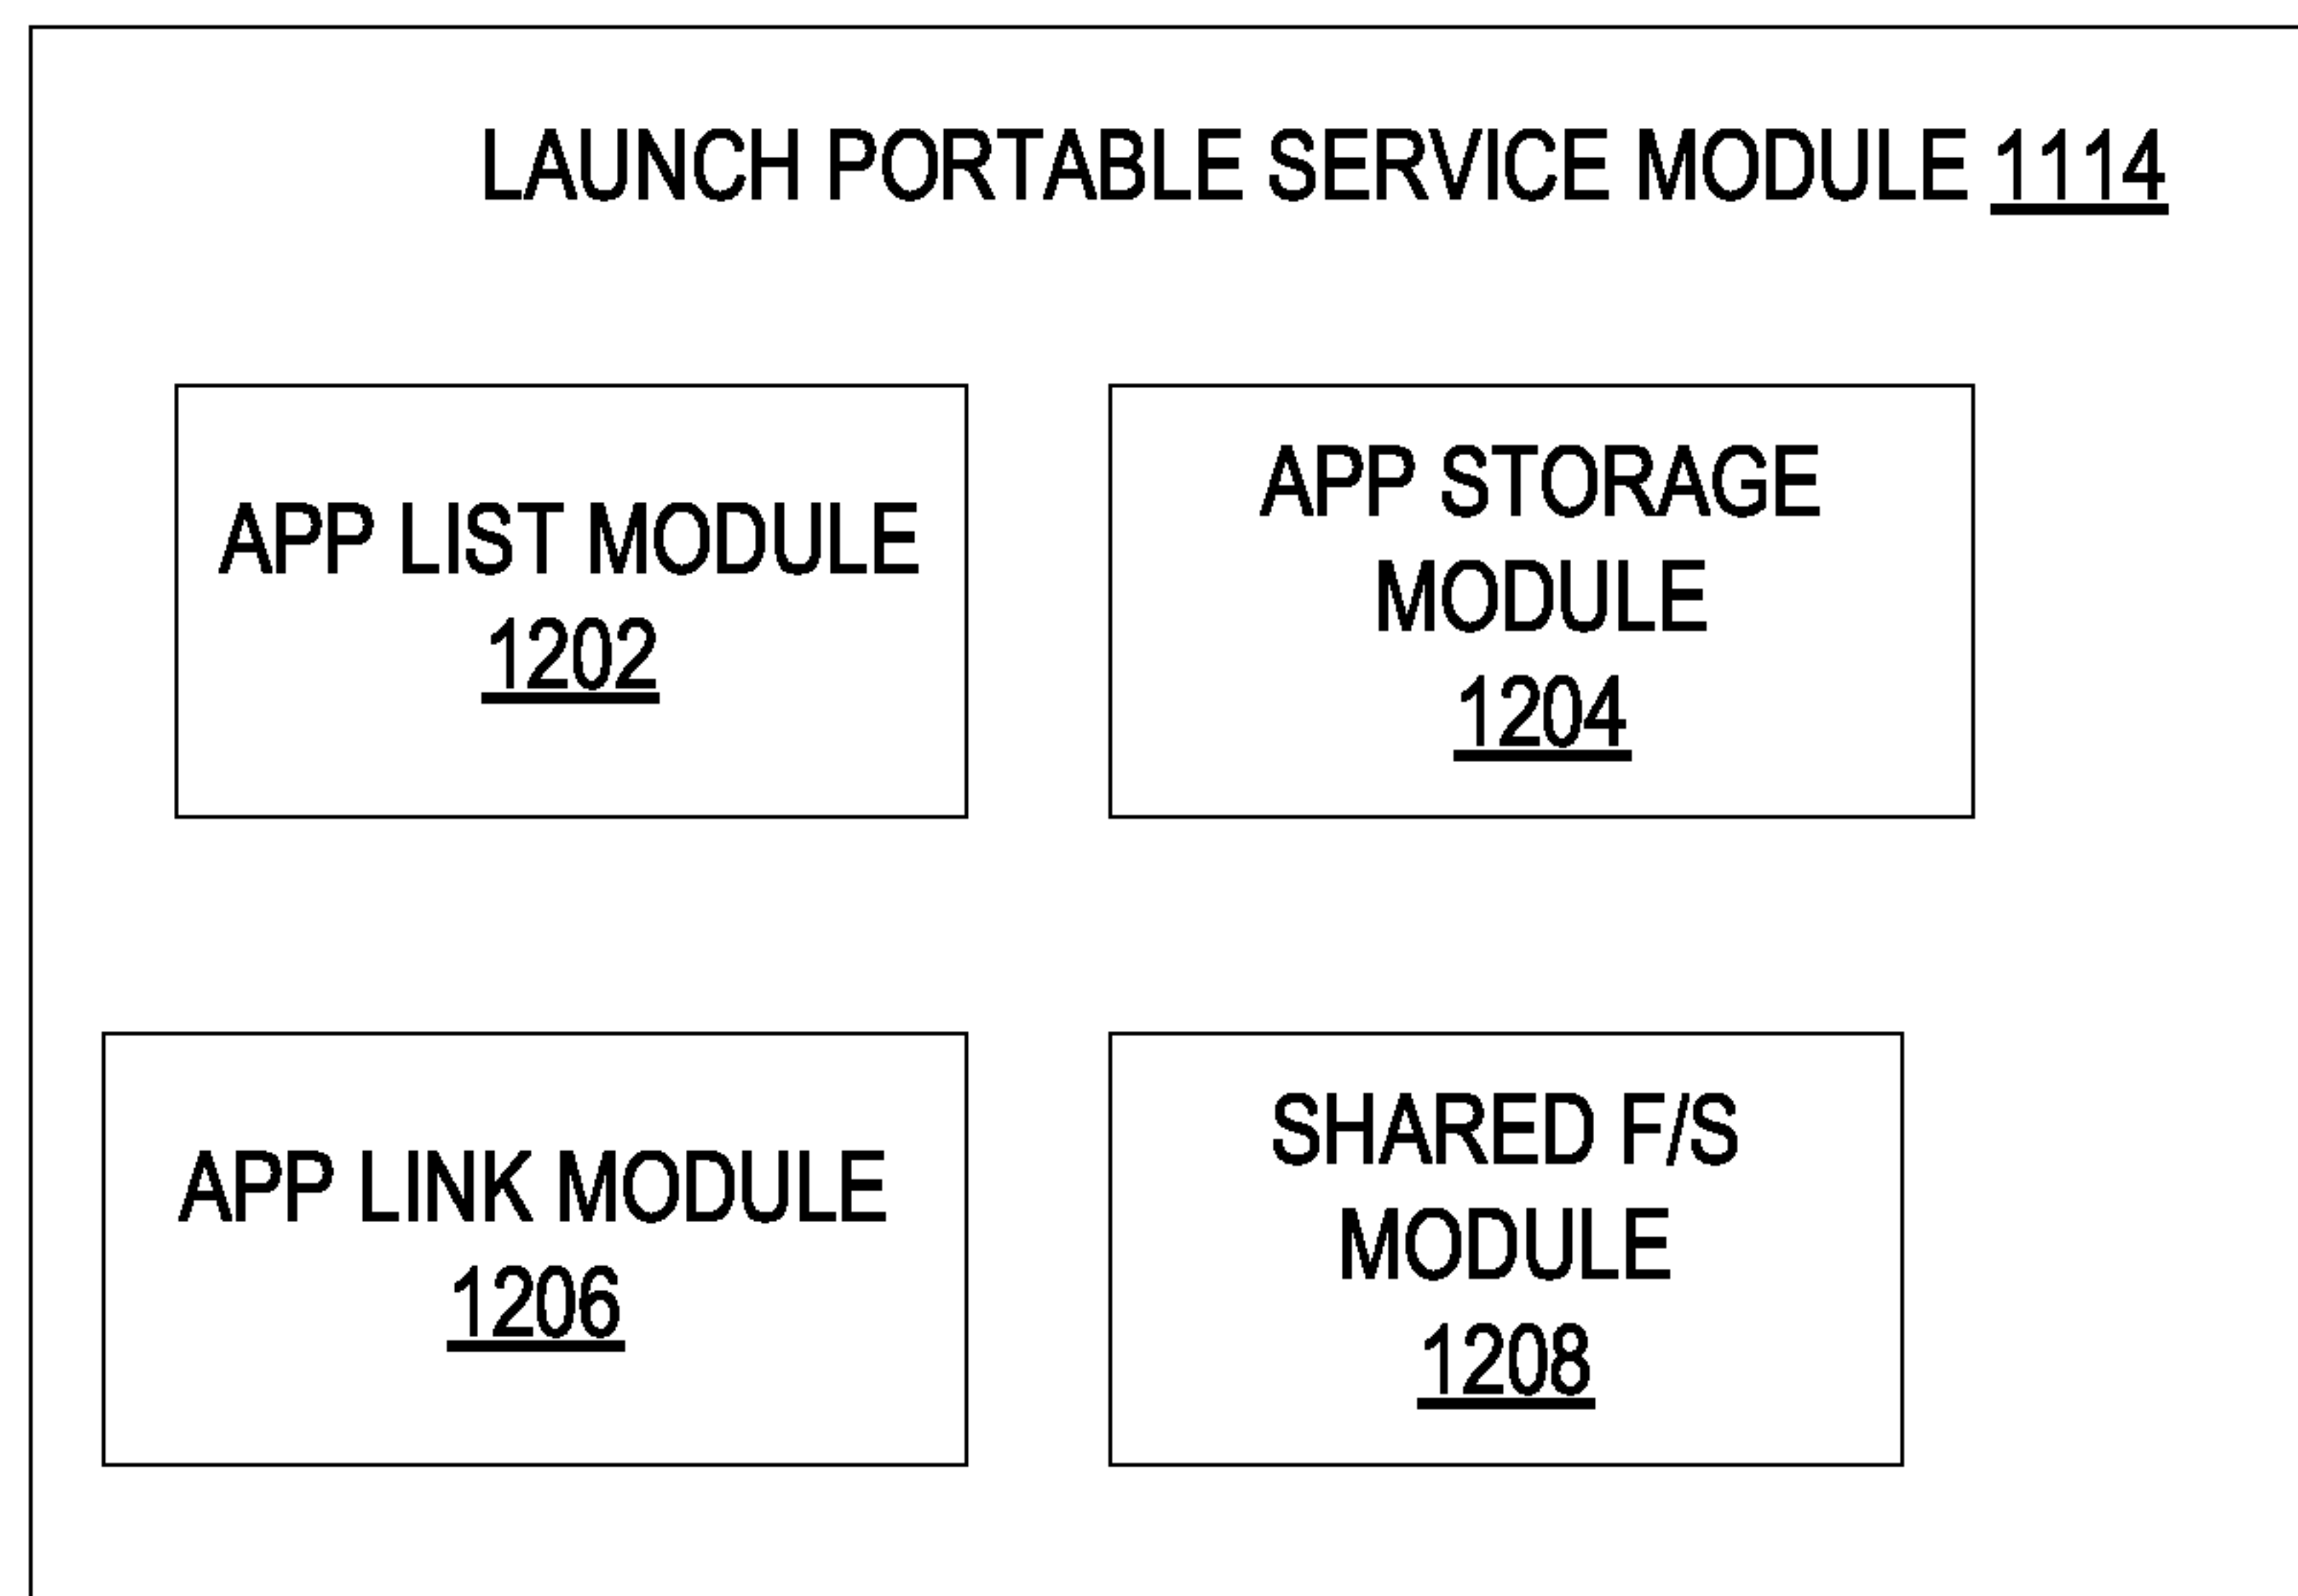 LAUNCH PORTABLE SERVICE MODULE 1114
APP LIST MODULE
1202
APP STORAGE
MODULE
1204
APP LINK MODULE
1206
SHARED F/S
MODULE
1208